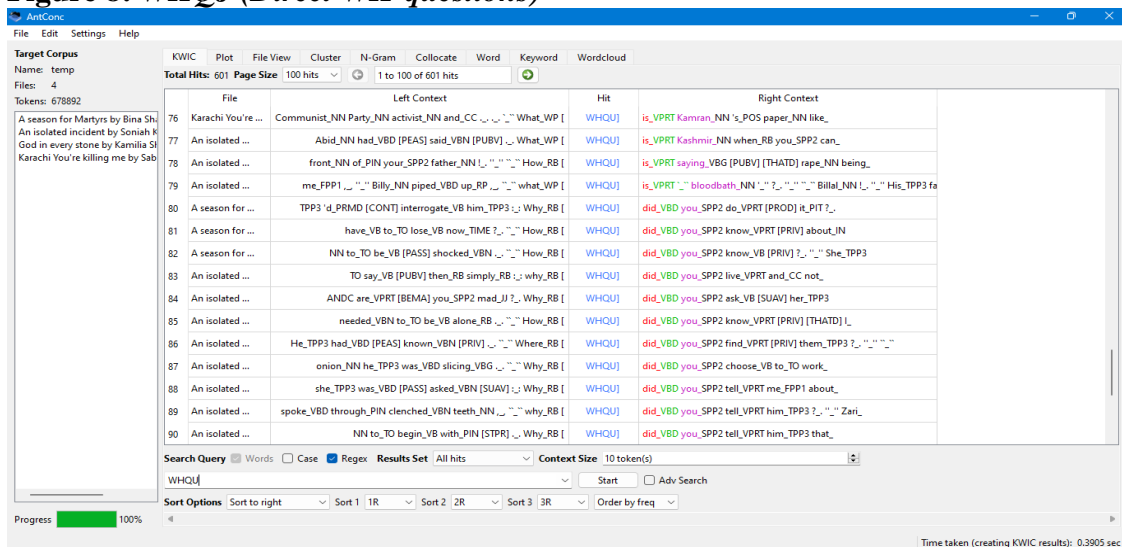 Figure 8. WHQs (Direct WH-questions)
AntConc
File Edit Settings Help
Target Corpus
Name: temp
Files: 4
Tokens: 678892
A season for Martyrs by Bina Sha
An isolated incident by Soniah K
God in every stone by Kamilia Sh
Karachi You're killing me by Sab
Progress 100%
KWIC Plot File View Cluster N-Gram Collocate Word Keyword Wordcloud
Total Hits: 601 Page Size 100 hits 1 to 100 of 601 hits
File Left Context Hit Right Context
76 Karachi You're ... Communist_NN Party_NN activist_NN and_CC ._. ._. `_`` What_WP [ WHQU] is_VPRT Kamran_NN 's_POS paper_NN like_
77 An isolated ... Abid_NN had_VBD [PEAS] said_VBN [PUBV] ._. What_WP [ WHQU] is_VPRT Kashmir_NN when_RB you_SPP2 can_
78 An isolated ... front_NN of_PIN your_SPP2 father_NN !_. ''_'' ``_`` How_RB [ WHQU] is_VPRT saying_VBG [PUBV] [THATD] rape_NN being_
79 An isolated ... me_FPP1 ,_, ''_'' Billy_NN piped_VBD up_RP ,_, ``_`` what_WP [ WHQU] is_VPRT '_`` bloodbath_NN '_'' ?_. ''_'' ``_`` Billal_NN !_. ''_'' His_TPP3 fa
80 A season for ... TPP3 'd_PRMD [CONT] interrogate_VB him_TPP3 :_: Why_RB [ WHQU] did_VBD you_SPP2 do_VPRT [PROD] it_PIT ?_.
81 A season for ... have_VB to_TO lose_VB now_TIME ?_. ``_`` How_RB [ WHQU] did_VBD you_SPP2 know_VPRT [PRIV] about_IN
82 A season for ... NN to_TO be_VB [PASS] shocked_VBN ._. ``_`` How_RB [ WHQU] did_VBD you_SPP2 know_VB [PRIV] ?_. ''_'' She_TPP3
83 An isolated ... TO say_VB [PUBV] then_RB simply_RB :_: why_RB [ WHQU] did_VBD you_SPP2 live_VPRT and_CC not_
84 An isolated ... ANDC are_VPRT [BEMA] you_SPP2 mad_JJ ?_. Why_RB [ WHQU] did_VBD you_SPP2 ask_VB [SUAV] her_TPP3
85 An isolated ... needed_VBN to_TO be_VB alone_RB ._. ``_`` How_RB [ WHQU] did_VBD you_SPP2 know_VPRT [PRIV] [THATD] I_
86 An isolated ... He_TPP3 had_VBD [PEAS] known_VBN [PRIV] ._. ``_`` Where_RB [ WHQU] did_VBD you_SPP2 find_VPRT [PRIV] them_TPP3 ?_. ''_'' ``_``
87 An isolated ... onion_NN he_TPP3 was_VBD slicing_VBG ._. ``_`` Why_RB [ WHQU] did_VBD you_SPP2 choose_VB to_TO work_
88 An isolated ... she_TPP3 was_VBD [PASS] asked_VBN [SUAV] :_: Why_RB [ WHQU] did_VBD you_SPP2 tell_VPRT me_FPP1 about_
89 An isolated ... spoke_VBD through_PIN clenched_VBN teeth_NN ,_, ``_`` why_RB [ WHQU] did_VBD you_SPP2 tell_VPRT him_TPP3 ?_. ''_'' Zari_
90 An isolated ... NN to_TO begin_VB with_PIN [STPR] ._. Why_RB [ WHQU] did_VBD you_SPP2 tell_VPRT him_TPP3 that_
Search Query Words Case Regex Results Set All hits Context Size 10 token(s)
WHQU Start Adv Search
Sort Options Sort to right Sort 1 1R Sort 2 2R Sort 3 3R Order by freq
Time taken (creating KWIC results): 0.3905 sec